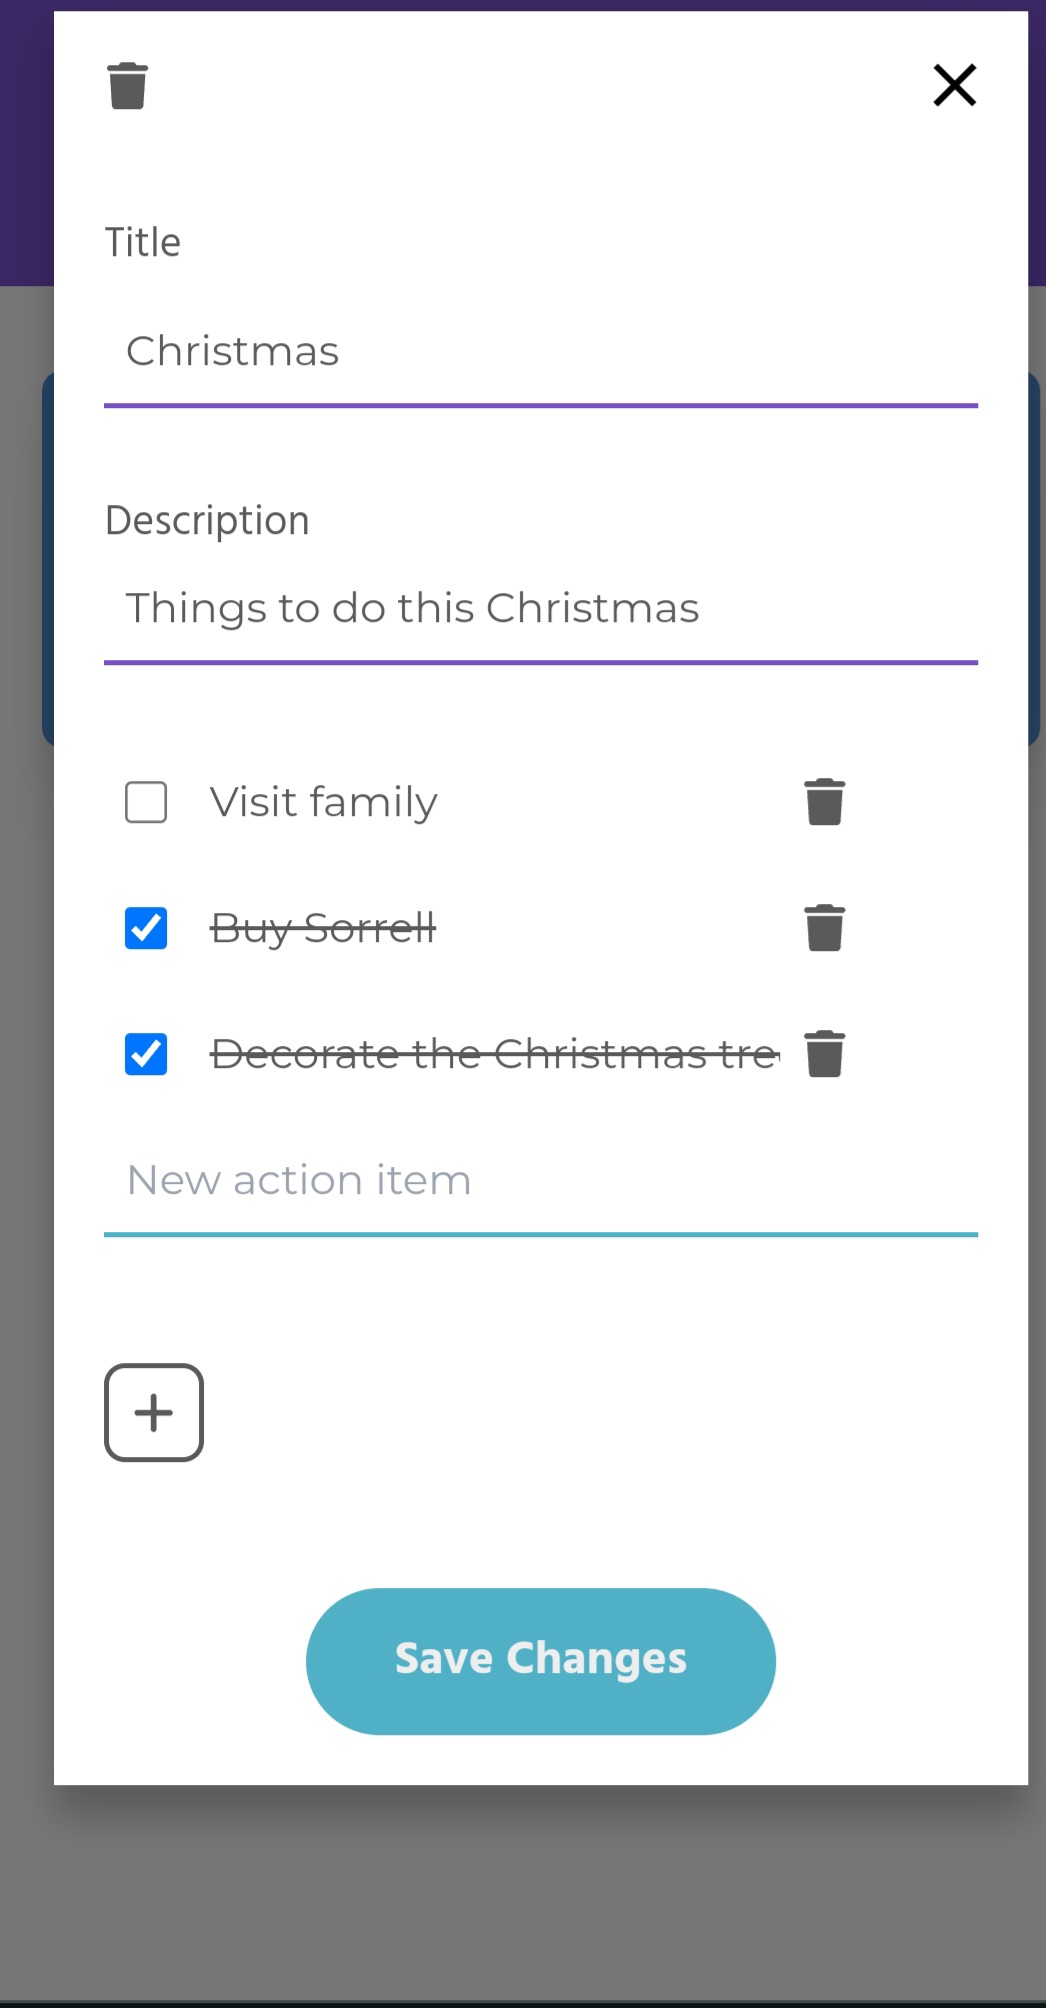 Title
Christmas
Description
Things to do this Christmas
Visit family
Buy Sorrell
Decorate the Christmas tre
New action item
Save Changes